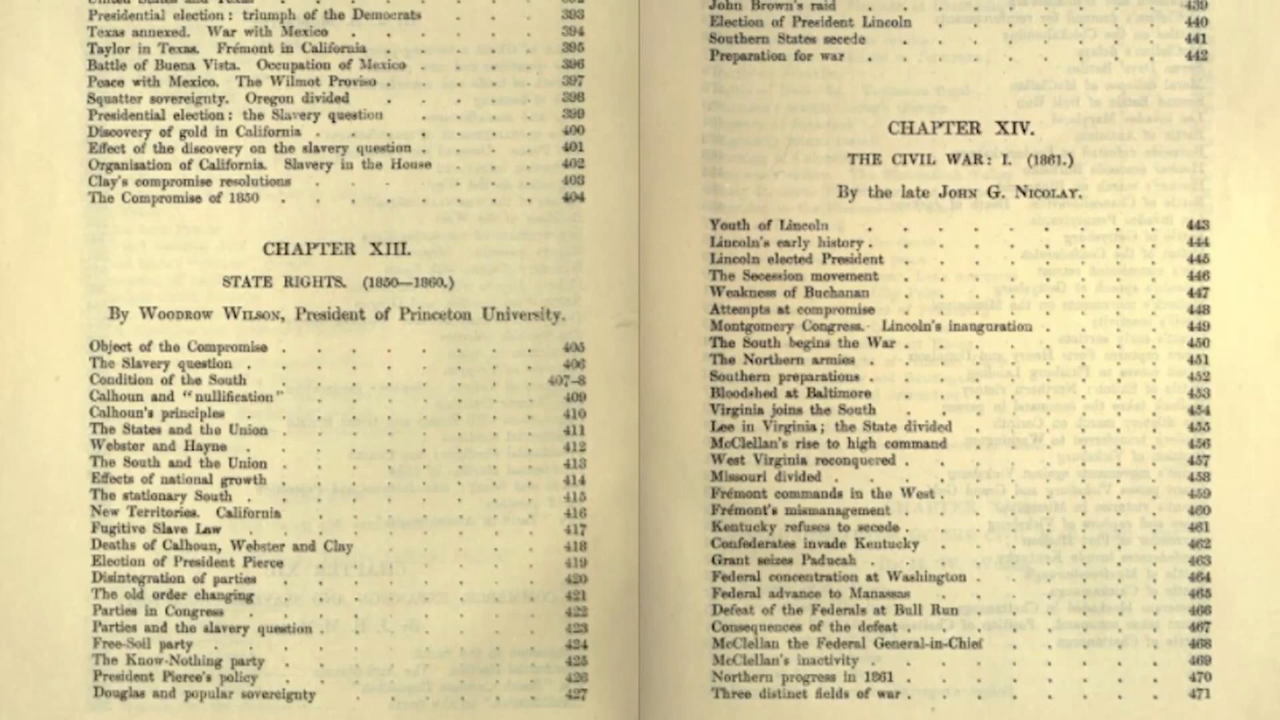 United States and Texas 392
Presidential election: triumph of the Democrats 393
Texas annexed. War with Mexico 394
Taylor in Texas. Frémont in California 395
Battle of Buena Vista. Occupation of Mexico 396
Peace with Mexico. The Wilmot Proviso 397
Squatter sovereignty. Oregon divided 398
Presidential election: the Slavery question 399
Discovery of gold in California 400
Effect of the discovery on the slavery question 401
Organisation of California. Slavery in the House 402
Clay's compromise resolutions 403
The Compromise of 1850 404
CHAPTER XIII.
STATE RIGHTS. (1850—1860.)
By WOODROW WILSON, President of Princeton University.
Object of the Compromise 405
The Slavery question 406
Condition of the South 407-8
Calhoun and "nullification" 409
Calhoun's principles 410
The States and the Union 411
Webster and Hayne 412
The South and the Union 413
Effects of national growth 414
The stationary South 415
New Territories. California 416
Fugitive Slave Law 417
Deaths of Calhoun, Webster and Clay 418
Election of President Pierce 419
Disintegration of parties 420
The old order changing 421
Parties in Congress 422
Parties and the slavery question 423
Free-Soil party 424
The Know-Nothing party 425
President Pierce's policy 426
Douglas and popular sovereignty 427
John Brown's raid 439
Election of President Lincoln 440
Southern States secede 441
Preparation for war 442
CHAPTER XIV.
THE CIVIL WAR: I. (1861.)
By the late JOHN G. NICOLAY.
Youth of Lincoln 443
Lincoln's early history 444
Lincoln elected President 445
The Secession movement 446
Weakness of Buchanan 447
Attempts at compromise 448
Montgomery Congress. Lincoln's inauguration 449
The South begins the War 450
The Northern armies 451
Southern preparations 452
Bloodshed at Baltimore 453
Virginia joins the South 454
Lee in Virginia; the State divided 455
McClellan's rise to high command 456
West Virginia reconquered 457
Missouri divided 458
Frémont commands in the West 459
Frémont's mismanagement 460
Kentucky refuses to secede 461
Confederates invade Kentucky 462
Grant seizes Paducah 463
Federal concentration at Washington 464
Federal advance to Manassas 465
Defeat of the Federals at Bull Run 466
Consequences of the defeat 467
McClellan the Federal General-in-Chief 468
McClellan's inactivity 469
Northern progress in 1861 470
Three distinct fields of war 471